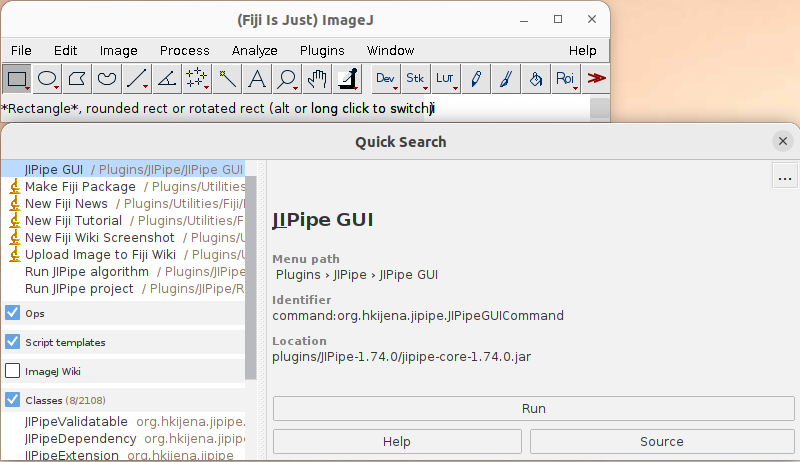 (Fiji Is Just) ImageJ
File Edit Image Process Analyze Plugins Window Help
Dev Stk LUT Roi
*Rectangle*, rounded rect or rotated rect (alt or long click to switch)
Quick Search
JIPipe GUI / Plugins/JIPipe/JIPipe GUI
Make Fiji Package / Plugins/Utilities
New Fiji News / Plugins/Utilities/Fiji/
New Fiji Tutorial / Plugins/Utilities/F
New Fiji Wiki Screenshot / Plugins/U
Upload Image to Fiji Wiki / Plugins/U
Run JIPipe algorithm / Plugins/JIPipe
Run JIPipe project / Plugins/JIPipe/R
Ops
Script templates
ImageJ Wiki
Classes (8/2108)
JIPipeValidatable org.hkijena.jipipe.
JIPipeDependency org.hkijena.jipipe
JIPipeExtension org.hkijena.jipipe
...
JIPipe GUI
Menu path
Plugins › JIPipe › JIPipe GUI
Identifier
command:org.hkijena.jipipe.JIPipeGUICommand
Location
plugins/JIPipe-1.74.0/jipipe-core-1.74.0.jar
Run
Help Source